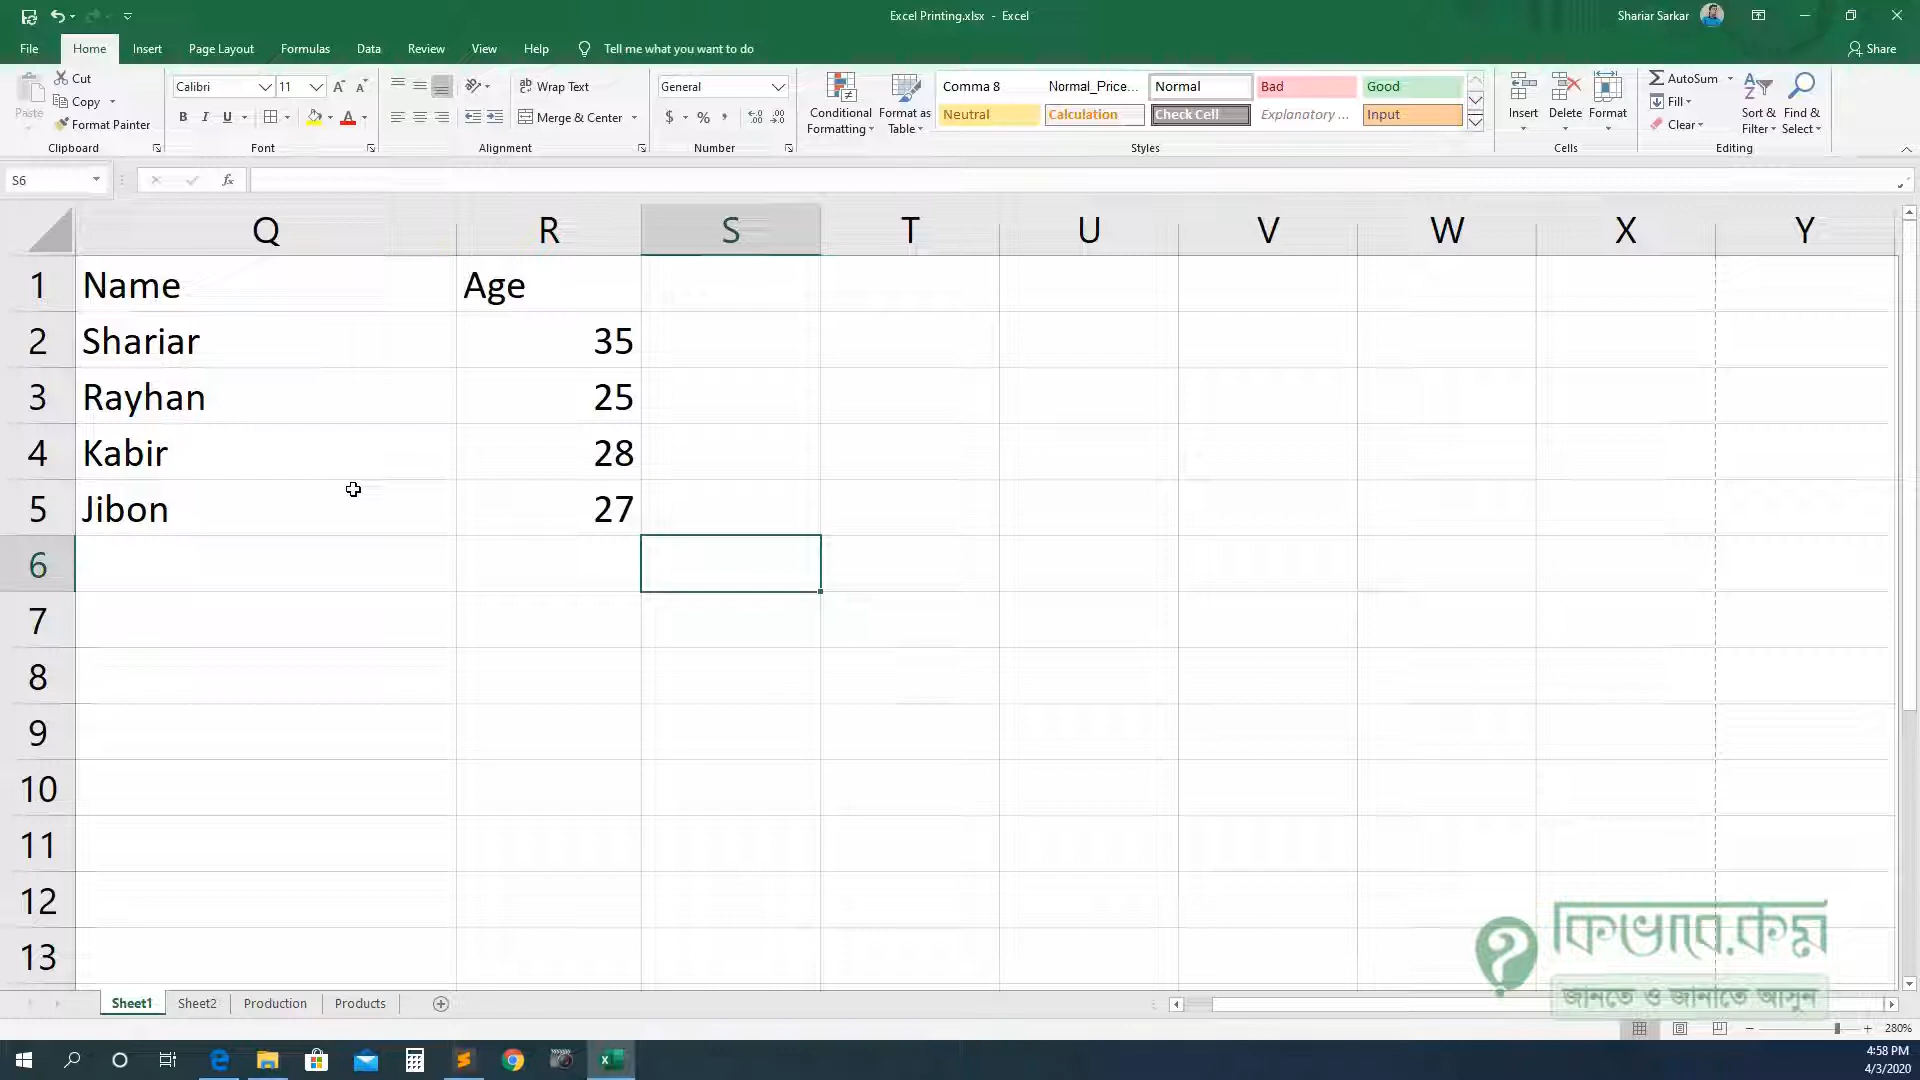 Excel Printing.xlsx - Excel
Shariar Sarkar
File Home Insert Page Layout Formulas Data Review View Help Tell me what you want to do
Share
Paste
Cut
Copy
Format Painter
Clipboard
Calibri 11
B I U
Font
Wrap Text
Merge & Center
Alignment
General
$ % ,
Number
Conditional Formatting
Format as Table
Comma 8 Normal_Price... Normal Bad Good
Neutral Calculation Check Cell Explanatory ... Input
Styles
Insert Delete Format
Cells
AutoSum
Fill
Clear
Sort & Filter
Find & Select
Editing
S6
fx
Q R S T U V W X Y
1 Name Age
2 Shariar 35
3 Rayhan 25
4 Kabir 28
5 Jibon 27
6
7
8
9
10
11
12
13
কিভাবে.কম
জানতে ও জানাতে আসুন
Sheet1 Sheet2 Production Products
280%
4:58 PM
4/3/2020